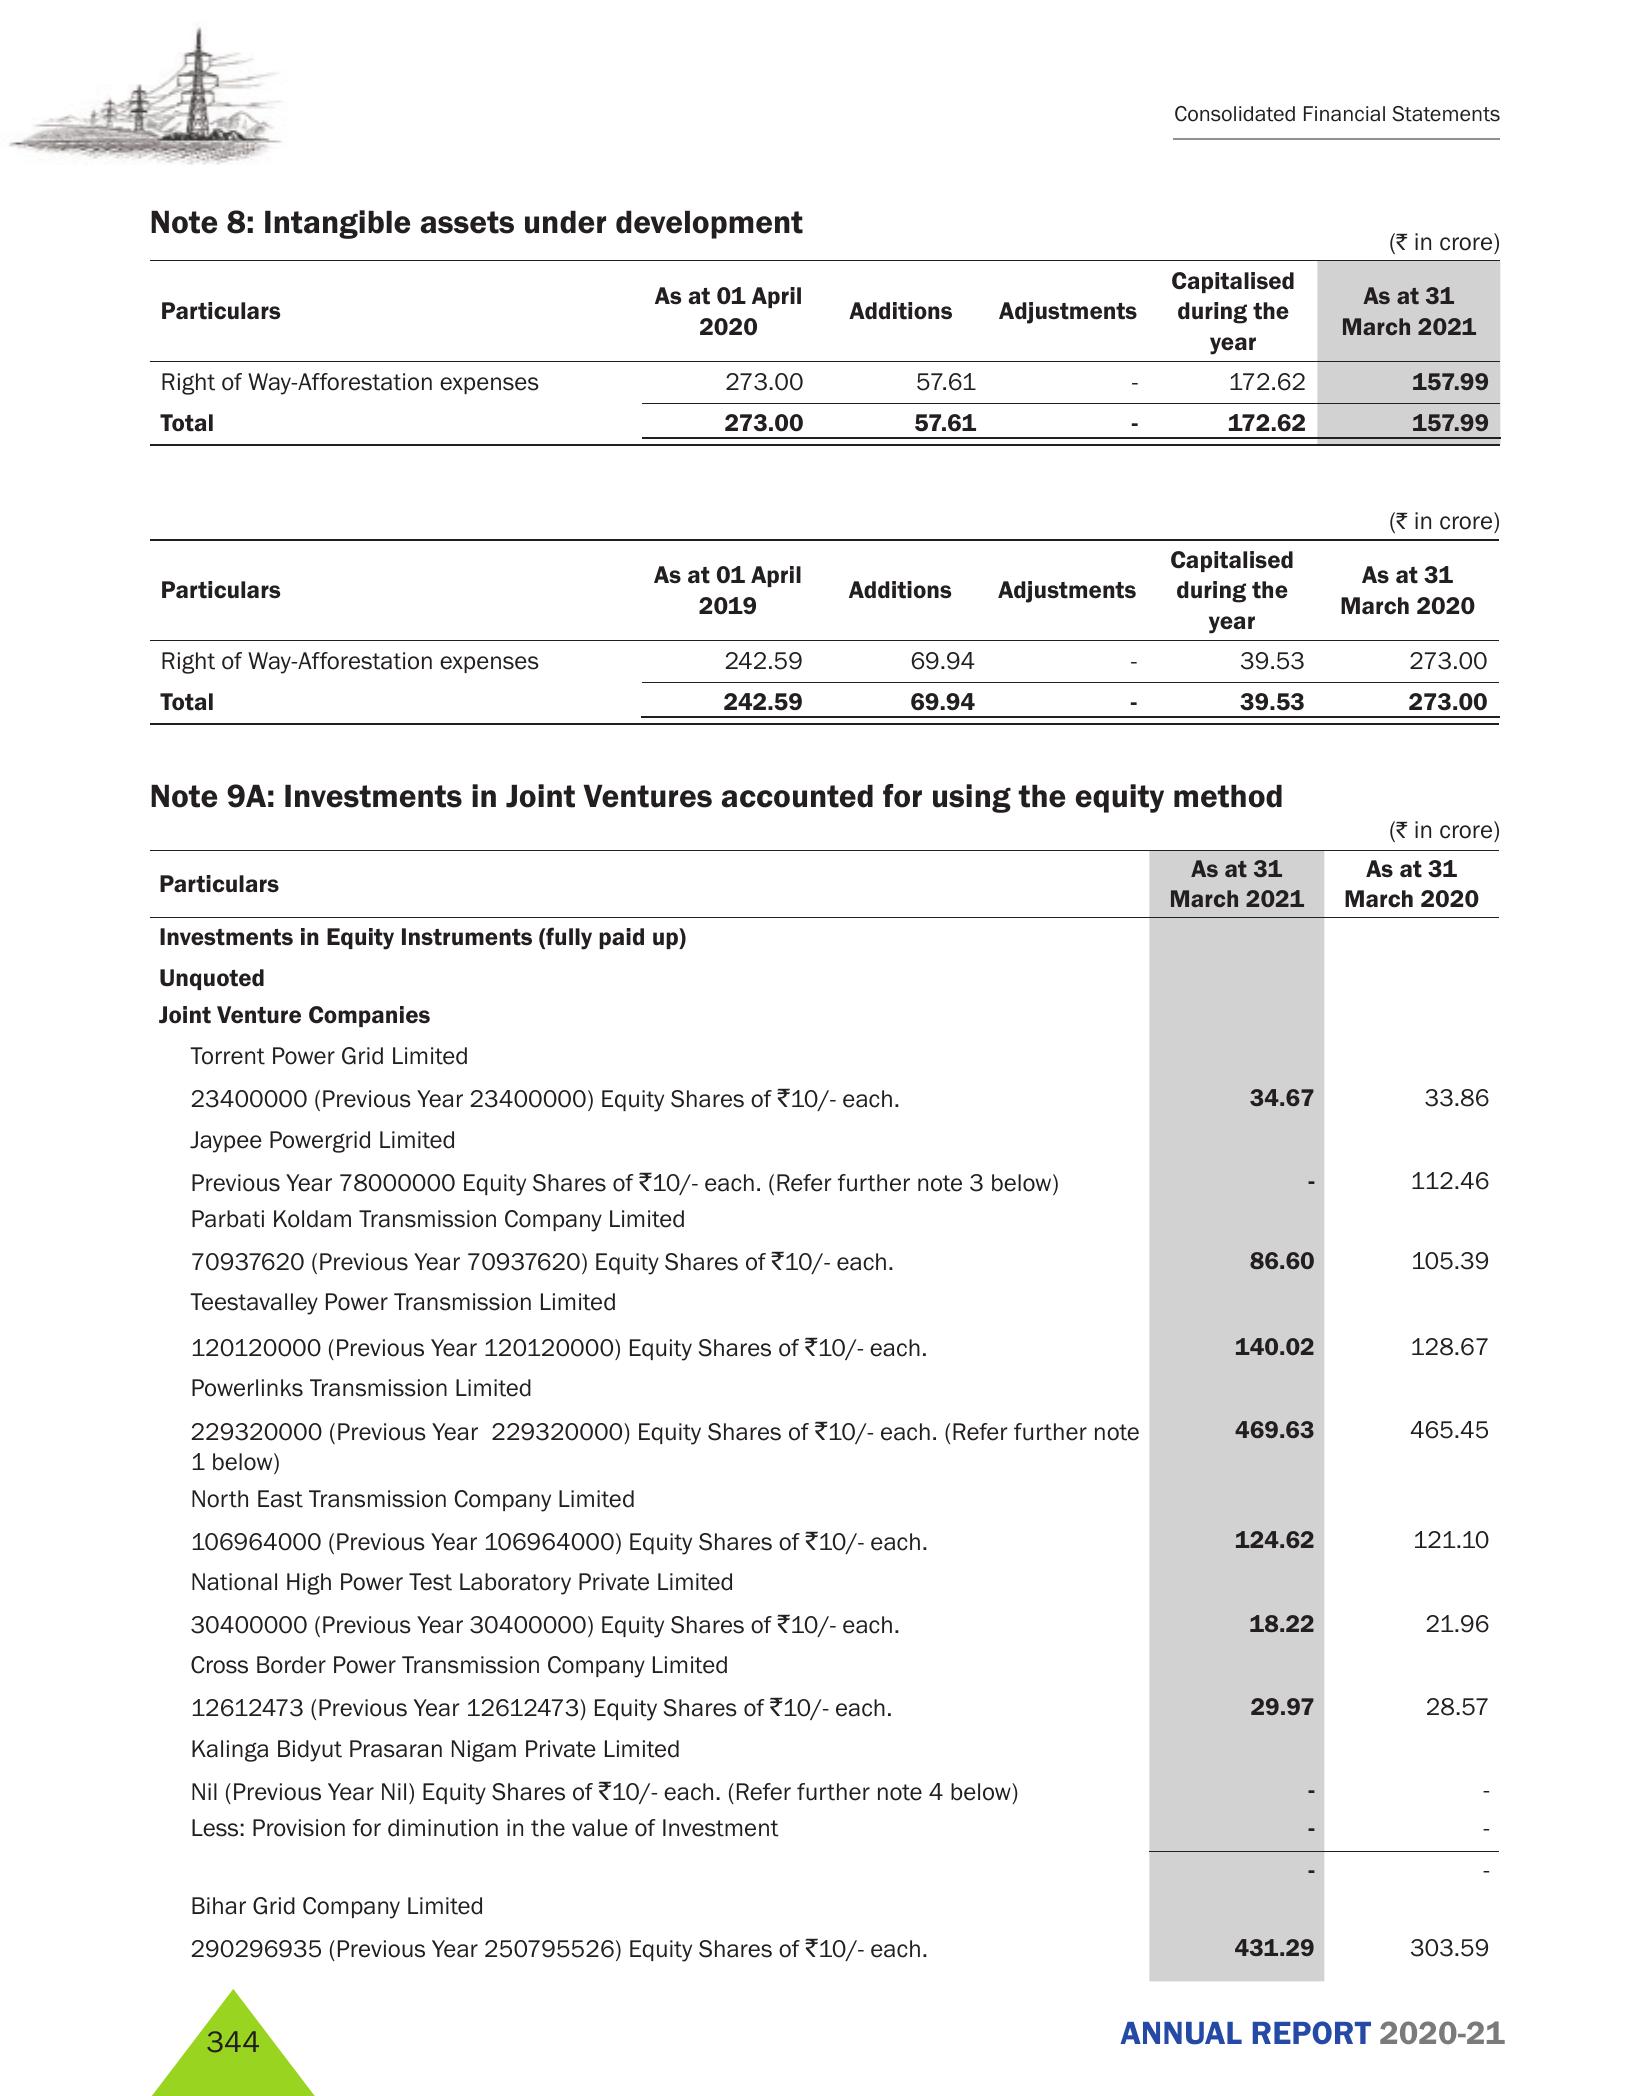 Consolidated Financial Statements
Note 8: Intangible assets under development
(₹ in crore)
Particulars As at 01 April 2020 Additions Adjustments Capitalised during the year As at 31 March 2021
Right of Way-Afforestation expenses 273.00 57.61 - 172.62 157.99
Total 273.00 57.61 - 172.62 157.99
(₹ in crore)
Particulars As at 01 April 2019 Additions Adjustments Capitalised during the year As at 31 March 2020
Right of Way-Afforestation expenses 242.59 69.94 - 39.53 273.00
Total 242.59 69.94 - 39.53 273.00
Note 9A: Investments in Joint Ventures accounted for using the equity method
(₹ in crore)
Particulars As at 31 March 2021 As at 31 March 2020
Investments in Equity Instruments (fully paid up)
Unquoted
Joint Venture Companies
Torrent Power Grid Limited
23400000 (Previous Year 23400000) Equity Shares of ₹10/- each. 34.67 33.86
Jaypee Powergrid Limited
Previous Year 78000000 Equity Shares of ₹10/- each. (Refer further note 3 below) - 112.46
Parbati Koldam Transmission Company Limited
70937620 (Previous Year 70937620) Equity Shares of ₹10/- each. 86.60 105.39
Teestavalley Power Transmission Limited
120120000 (Previous Year 120120000) Equity Shares of ₹10/- each. 140.02 128.67
Powerlinks Transmission Limited
229320000 (Previous Year 229320000) Equity Shares of ₹10/- each. (Refer further note 469.63 465.45
1 below)
North East Transmission Company Limited
106964000 (Previous Year 106964000) Equity Shares of ₹10/- each. 124.62 121.10
National High Power Test Laboratory Private Limited
30400000 (Previous Year 30400000) Equity Shares of ₹10/- each. 18.22 21.96
Cross Border Power Transmission Company Limited
12612473 (Previous Year 12612473) Equity Shares of ₹10/- each. 29.97 28.57
Kalinga Bidyut Prasaran Nigam Private Limited
Nil (Previous Year Nil) Equity Shares of ₹10/- each. (Refer further note 4 below) - -
Less: Provision for diminution in the value of Investment - -
- -
Bihar Grid Company Limited
290296935 (Previous Year 250795526) Equity Shares of ₹10/- each. 431.29 303.59
344
ANNUAL REPORT 2020-21